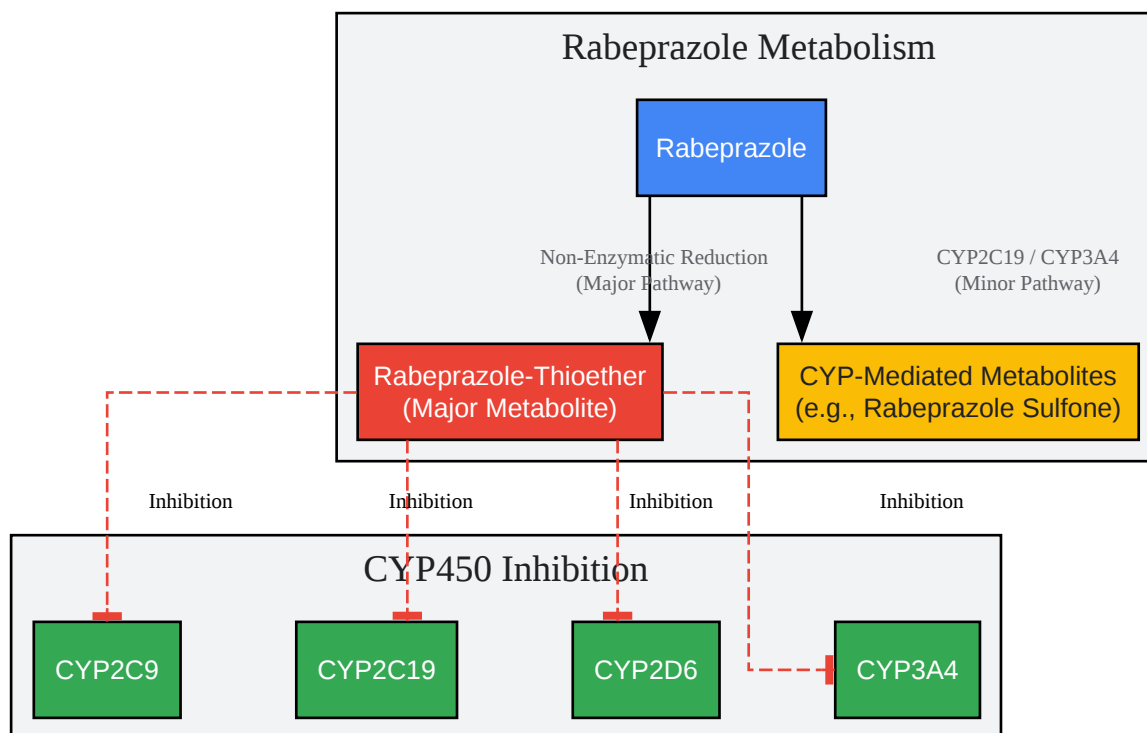 Rabeprazole Metabolism
Rabeprazole
Non-Enzymatic Reduction
(Major Pathway)
CYP2C19 / CYP3A4
(Minor Pathway)
Rabeprazole-Thioether
(Major Metabolite)
CYP-Mediated Metabolites
(e.g., Rabeprazole Sulfone)
Inhibition
Inhibition
Inhibition
Inhibition
CYP450 Inhibition
CYP2C9
CYP2C19
CYP2D6
CYP3A4